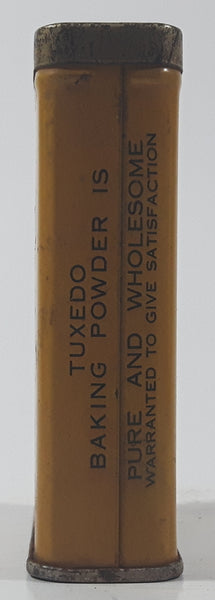 TUXEDO
BAKING POWDER IS
PURE AND WHOLESOME
WARRANTED TO GIVE SATISFACTION